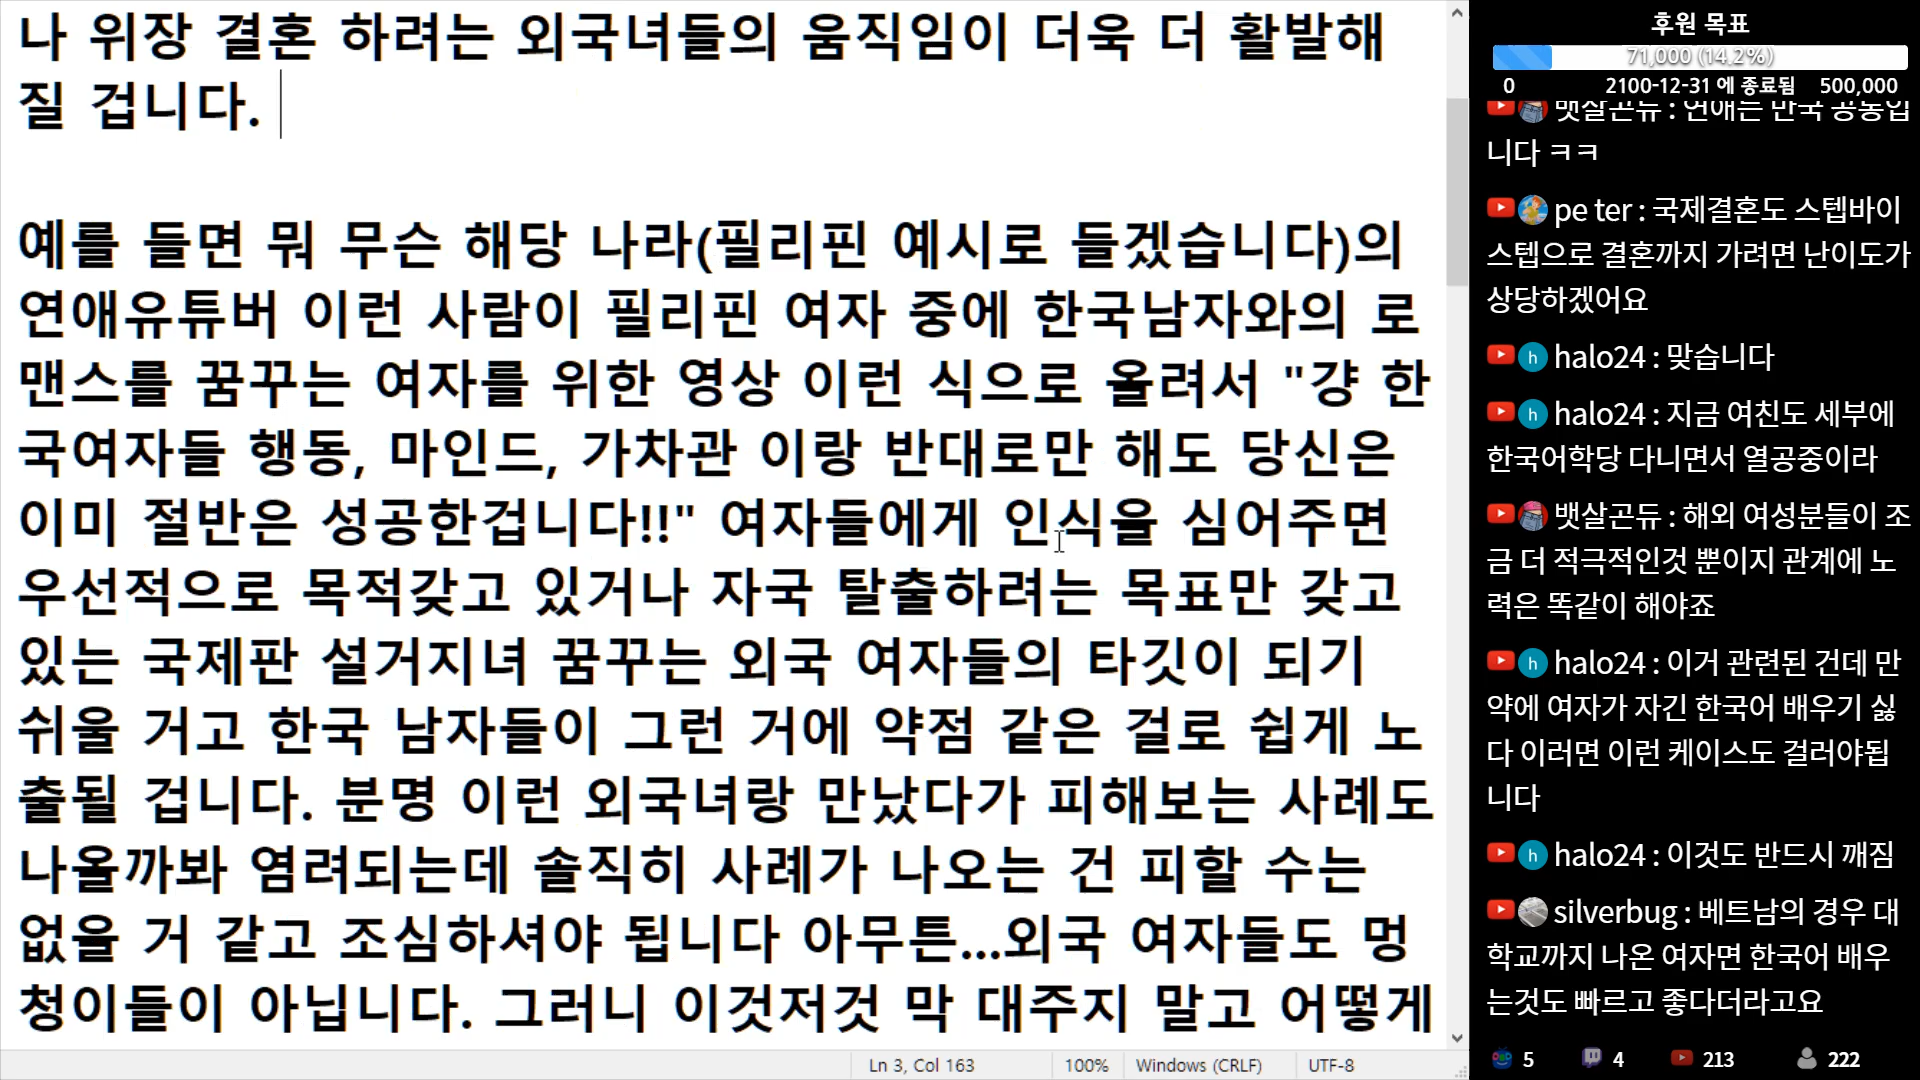 나 위장 결혼 하려는 외국녀들의 움직임이 더욱 더 활발해
질 겁니다.
예를 들면 뭐 무슨 해당 나라(필리핀 예시로 들겠습니다)의
연애유튜버 이런 사람이 필리핀 여자 중에 한국남자와의 로
맨스를 꿈꾸는 여자를 위한 영상 이런 식으로 올려서 "걍 한
국여자들 행동, 마인드, 가차관 이랑 반대로만 해도 당신은
이미 절반은 성공한겁니다!!" 여자들에게 인식을 심어주면
우선적으로 목적갖고 있거나 자국 탈출하려는 목표만 갖고
있는 국제판 설거지녀 꿈꾸는 외국 여자들의 타깃이 되기
쉬울 거고 한국 남자들이 그런 거에 약점 같은 걸로 쉽게 노
출될 겁니다. 분명 이런 외국녀랑 만났다가 피해보는 사례도
나올까봐 염려되는데 솔직히 사례가 나오는 건 피할 수는
없을 거 같고 조심하셔야 됩니다 아무튼...외국 여자들도 멍
청이들이 아닙니다. 그러니 이것저것 막 대주지 말고 어떻게
Ln 3, Col 163
100%
Windows (CRLF)
UTF-8
후원 목표
71,000 (14.2%)
0 2100-12-31 에 종료됨 500,000
뱃살곤듀 : 연애는 만국 공통입
니다 ㅋㅋ
pe ter : 국제결혼도 스텝바이
스텝으로 결혼까지 가려면 난이도가
상당하겠어요
halo24 : 맞습니다
halo24 : 지금 여친도 세부에
한국어학당 다니면서 열공중이라
뱃살곤듀 : 해외 여성분들이 조
금 더 적극적인것 뿐이지 관계에 노
력은 똑같이 해야죠
halo24 : 이거 관련된 건데 만
약에 여자가 자긴 한국어 배우기 싫
다 이러면 이런 케이스도 걸러야됩
니다
halo24 : 이것도 반드시 깨짐
silverbug : 베트남의 경우 대
학교까지 나온 여자면 한국어 배우
는것도 빠르고 좋다더라고요
5 4 213 222